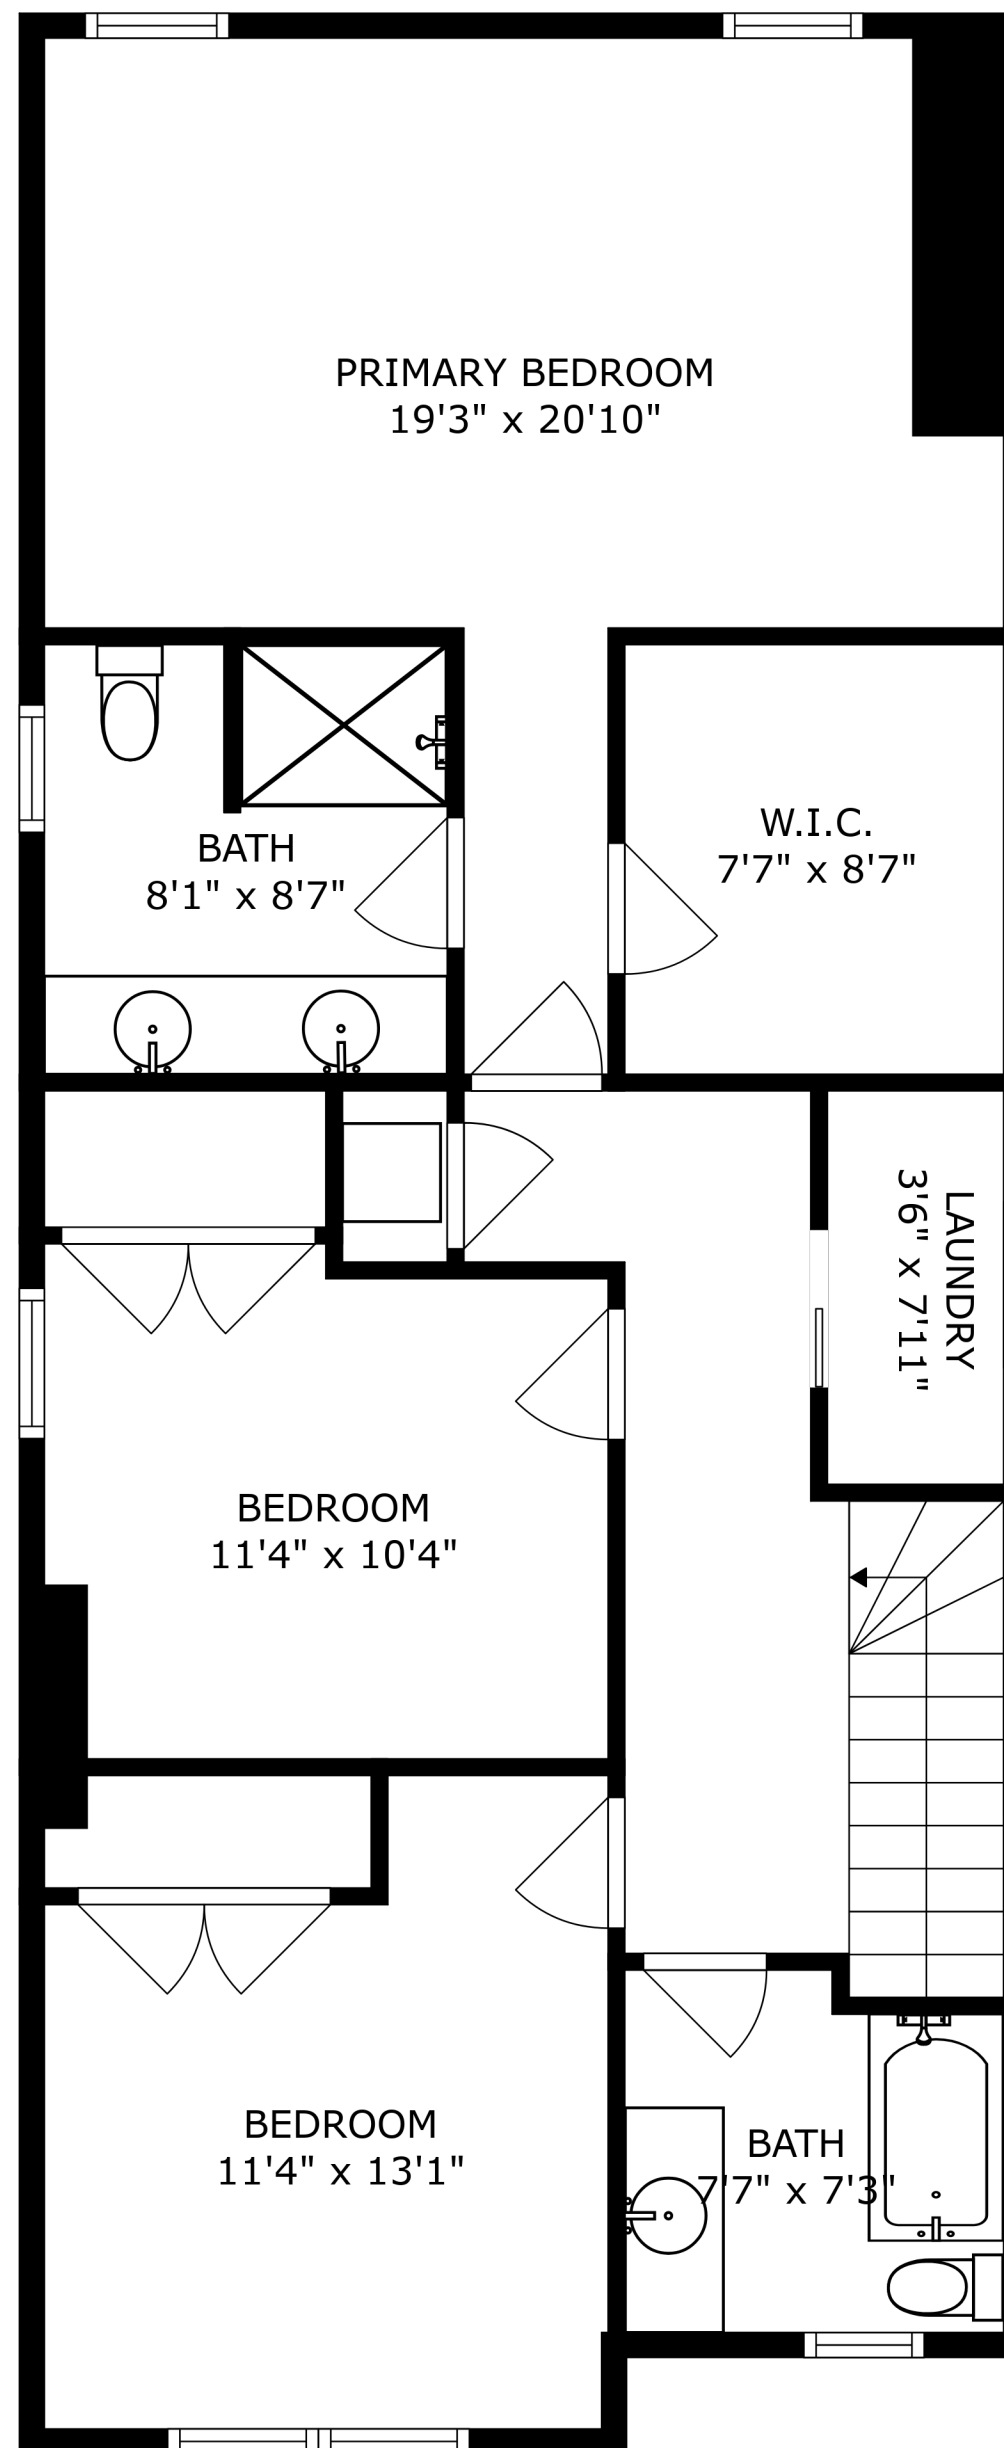 PRIMARY BEDROOM
19'3" x 20'10"
BATH
8'1" x 8'7"
W.I.C.
7'7" x 8'7"
LAUNDRY
3'6" x 7'11"
BEDROOM
11'4" x 10'4"
BEDROOM
11'4" x 13'1"
BATH
7'7" x 7'3"